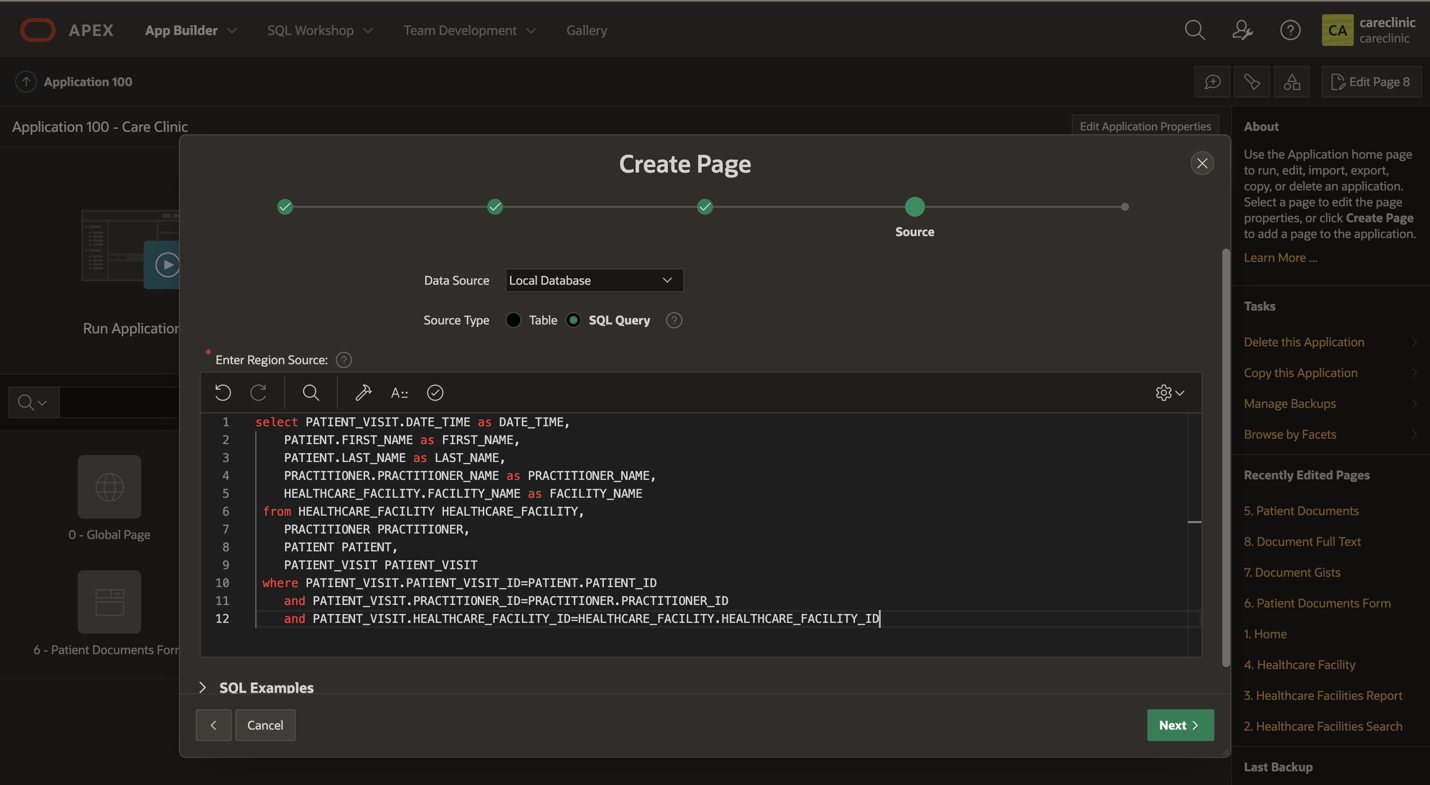 APEX
App Builder
SQL Workshop
Team Development
Gallery
CA
careclinic
careclinic
Application 100
Edit Page 8
Application 100 - Care Clinic
Edit Application Properties
Run Application
0 - Global Page
6 - Patient Documents For
Create Page
Source
Data Source
Local Database
Source Type
Table
SQL Query
?
* Enter Region Source: ?
A
1 select PATIENT_VISIT.DATE_TIME as DATE_TIME,
2 PATIENT.FIRST_NAME as FIRST_NAME,
3 PATIENT.LAST_NAME as LAST_NAME,
4 PRACTITIONER.PRACTITIONER_NAME as PRACTITIONER_NAME,
5 HEALTHCARE_FACILITY.FACILITY_NAME as FACILITY_NAME
6 from HEALTHCARE_FACILITY HEALTHCARE_FACILITY,
7 PRACTITIONER PRACTITIONER,
8 PATIENT PATIENT,
9 PATIENT_VISIT PATIENT_VISIT
10 where PATIENT_VISIT.PATIENT_VISIT_ID=PATIENT.PATIENT_ID
11 and PATIENT_VISIT.PRACTITIONER_ID=PRACTITIONER.PRACTITIONER_ID
12 and PATIENT_VISIT.HEALTHCARE_FACILITY_ID=HEALTHCARE_FACILITY.HEALTHCARE_FACILITY_ID
SQL Examples
Cancel
Next
About
Use the Application home page
to run, edit, import, export,
copy, or delete an application.
Select a page to edit the page
properties, or click Create Page
to add a page to the application.
Learn More ...
Tasks
Delete this Application
Copy this Application
Manage Backups
Browse by Facets
Recently Edited Pages
5. Patient Documents
8. Document Full Text
7. Document Gists
6. Patient Documents Form
1. Home
4. Healthcare Facility
3. Healthcare Facilities Report
2. Healthcare Facilities Search
Last Backup